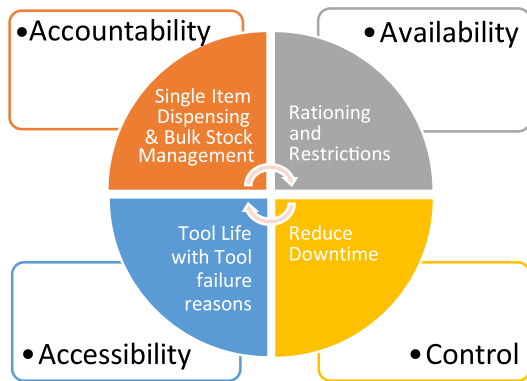 •Accountability
•Availability
Single Item
Dispensing
& Bulk Stock
Management
Rationing
and
Restrictions
Tool Life
with Tool
failure
reasons
Reduce
Downtime
•Accessibility
•Control